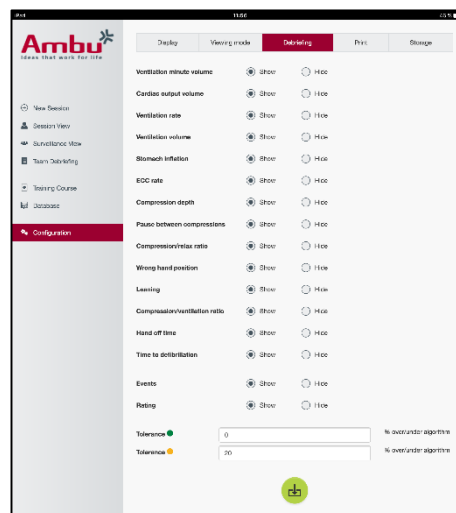 iPad 11:56 45 %
Ambu
Ideas that work for life
Display Viewing mode Debriefing Print Storage
New Session
Session View
Surveillance View
Team Debriefing
Training Course
Database
Configuration
Ventilation minute volume Show Hide
Cardiac output volume Show Hide
Ventilation rate Show Hide
Ventilation volume Show Hide
Stomach inflation Show Hide
ECC rate Show Hide
Compression depth Show Hide
Pause between compressions Show Hide
Compression/relax ratio Show Hide
Wrong hand position Show Hide
Leaning Show Hide
Compression/ventilation ratio Show Hide
Hand off time Show Hide
Time to defibrillation Show Hide
Events Show Hide
Rating Show Hide
Tolerance 0 % over/under algorithm
Tolerance 20 % over/under algorithm